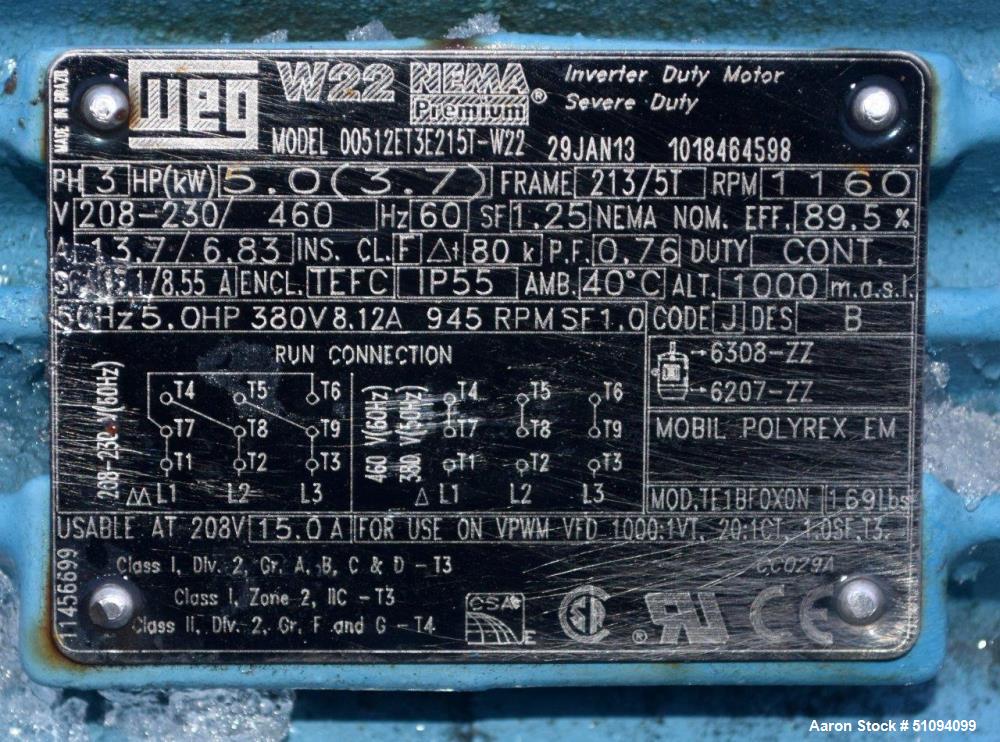 MADE IN BRAZIL
WEG W22 NEMA Premium® Inverter Duty Motor
Severe Duty
MODEL 00512ET3E215T-W22 29JAN13 1018464598
PH 3 HP(kW) 5.0(3.7) FRAME 213/5T RPM 1160
V 208-230/ 460 Hz 60 SF 1.25 NEMA NOM. EFF. 89.5 %
A 13.7/6.83 INS. CL. F Δt 80 k P.F. 0.76 DUTY CONT.
1/8.55 A ENCL. TEFC IP55 AMB. 40°C ALT. 1000 m.a.s.l.
50Hz 5.0HP 380V 8.12A 945 RPM SF 1.0 CODE J DES B
RUN CONNECTION
208-230 V(60Hz)
T4 T5 T6
T7 T8 T9
T1 T2 T3
ΔΔ L1 L2 L3
460 V(60Hz)
380 V(50Hz)
T4 T5 T6
T7 T8 T9
T1 T2 T3
Δ L1 L2 L3
6308-ZZ
6207-ZZ
MOBIL POLYREX EM
MOD.TE1BF0X0N 169Lbs
USABLE AT 208V 15.0 A FOR USE ON VPWM VFD 1000:1VT, 20:1CT, 1.0SF,T3.
11456699
Class I, Div. 2, Gr. A, B, C & D - T3
Class I, Zone 2, IIC - T3
Class II, Div. 2, Gr. F and G - T4
CC029A
CSA E
®
CE
Aaron Stock # 51094099